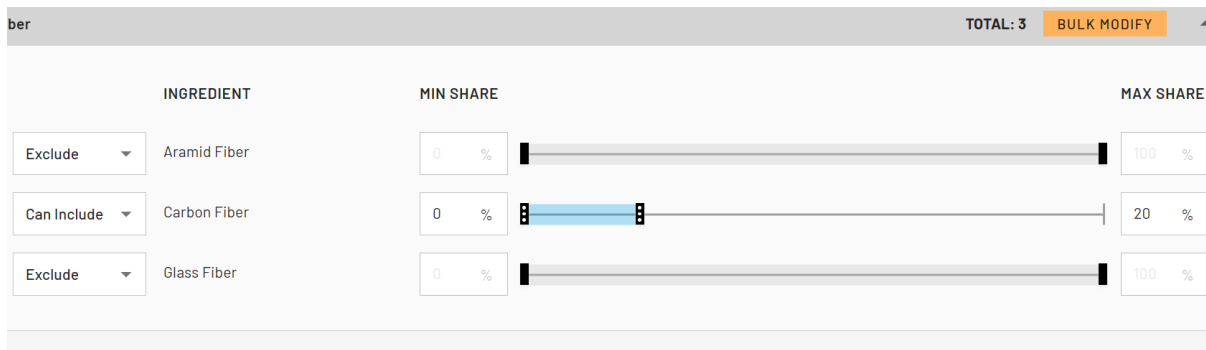 ber TOTAL: 3 BULK MODIFY
INGREDIENT MIN SHARE MAX SHARE
Exclude Aramid Fiber 0 % 100 %
Can Include Carbon Fiber 0 % 20 %
Exclude Glass Fiber 0 % 100 %